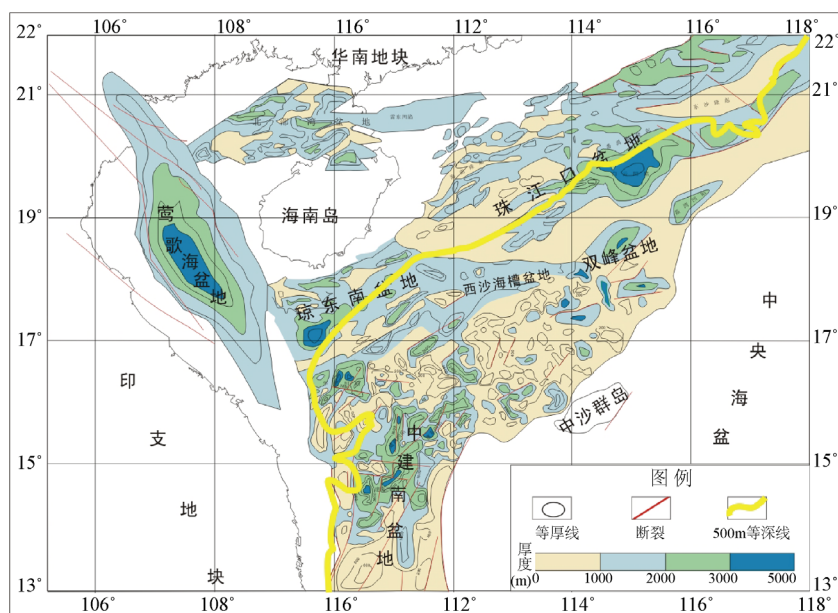 106° 108° 116° 112° 114° 116° 118°
22° 22°
华南地块
21° 21°
北部湾盆地
珠江口盆地
海南岛
19° 19°
莺歌海盆地
双峰盆地
西沙海槽盆地
琼东南盆地
17° 17°
中央海盆
印支地块
中沙群岛
中建南盆地
15° 15°
图例
等厚线 断裂 500m等深线
厚度(m) 0 1000 2000 3000 5000
13° 13°
106° 108° 116° 112° 114° 116° 118°